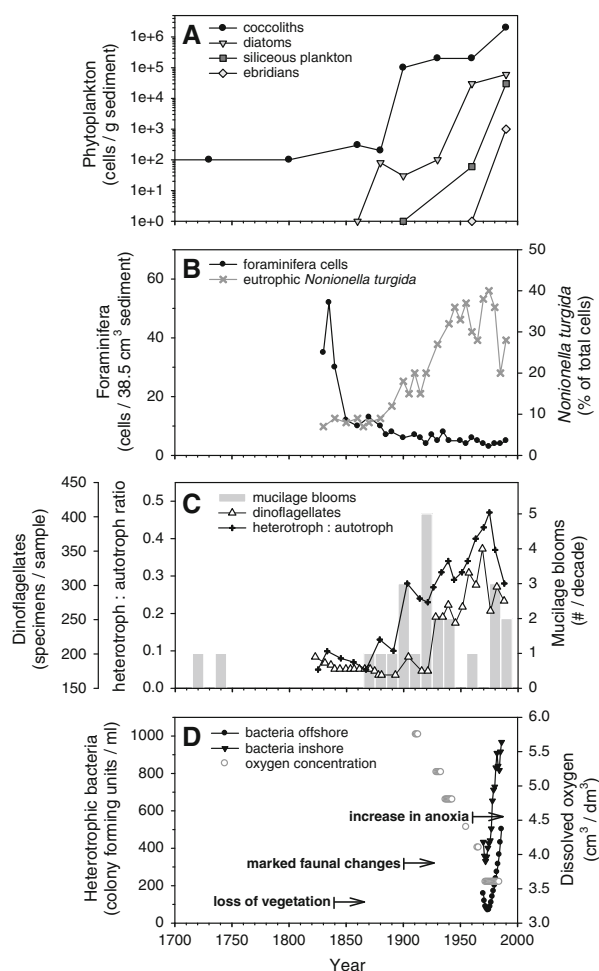 A
coccoliths
diatoms
siliceous plankton
ebridians
Phytoplankton
(cells / g sediment)
1e+6
1e+5
1e+4
1e+3
1e+2
1e+1
1e+0
B
foraminifera cells
eutrophic Nonionella turgida
Foraminifera
(cells / 38.5 cm³ sediment)
60
40
20
0
50
40
30
20
10
0
Nonionella turgida
(% of total cells)
C
mucilage blooms
dinoflagellates
heterotroph : autotroph
Dinoflagellates
(specimens / sample)
450
400
350
300
250
200
150
heterotroph : autotroph ratio
0.5
0.4
0.3
0.2
0.1
0.0
5
4
3
2
1
0
Mucilage blooms
(# / decade)
D
bacteria offshore
bacteria inshore
oxygen concentration
increase in anoxia
marked faunal changes
loss of vegetation
Heterotrophic bacteria
(colony forming units / ml)
1000
800
600
400
200
0
6.0
5.5
5.0
4.5
4.0
3.5
3.0
Dissolved oxygen
(cm³ / dm³)
1700 1750 1800 1850 1900 1950 2000
Year